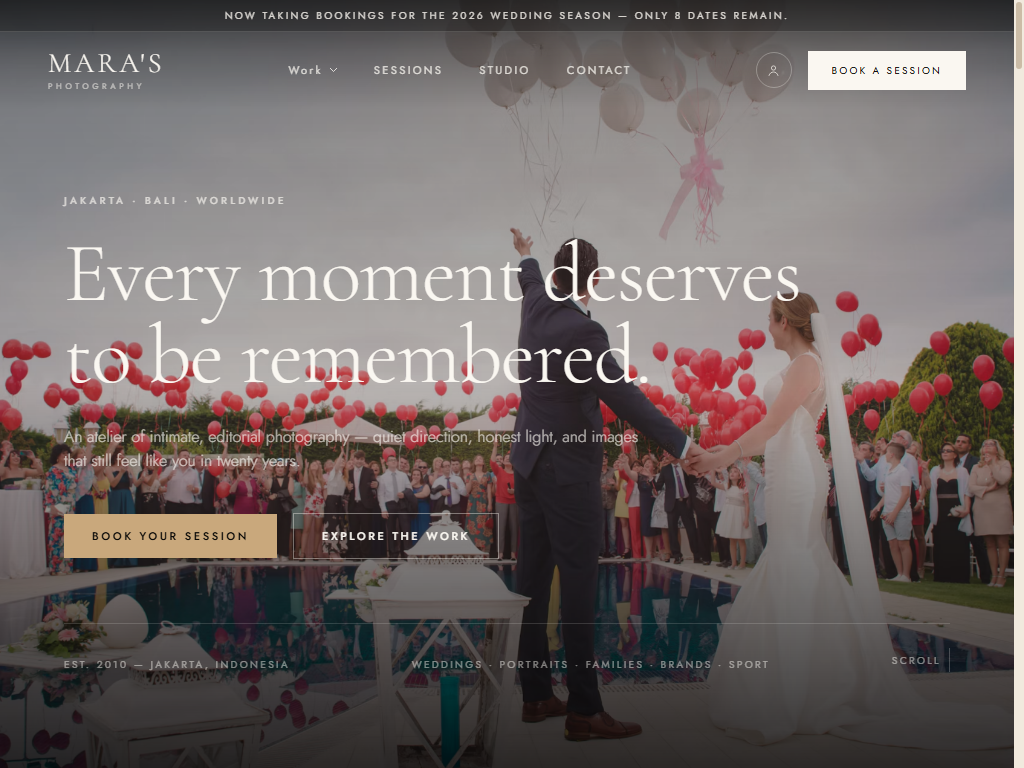 NOW TAKING BOOKINGS FOR THE 2026 WEDDING SEASON — ONLY 8 DATES REMAIN.
MARA'S
PHOTOGRAPHY
Work
SESSIONS
STUDIO
CONTACT
BOOK A SESSION
JAKARTA · BALI · WORLDWIDE
Every moment deserves
to be remembered.
An atelier of intimate, editorial photography — quiet direction, honest light, and images
that still feel like you in twenty years.
BOOK YOUR SESSION
EXPLORE THE WORK
EST. 2010 — JAKARTA, INDONESIA
WEDDINGS · PORTRAITS · FAMILIES · BRANDS · SPORT
SCROLL